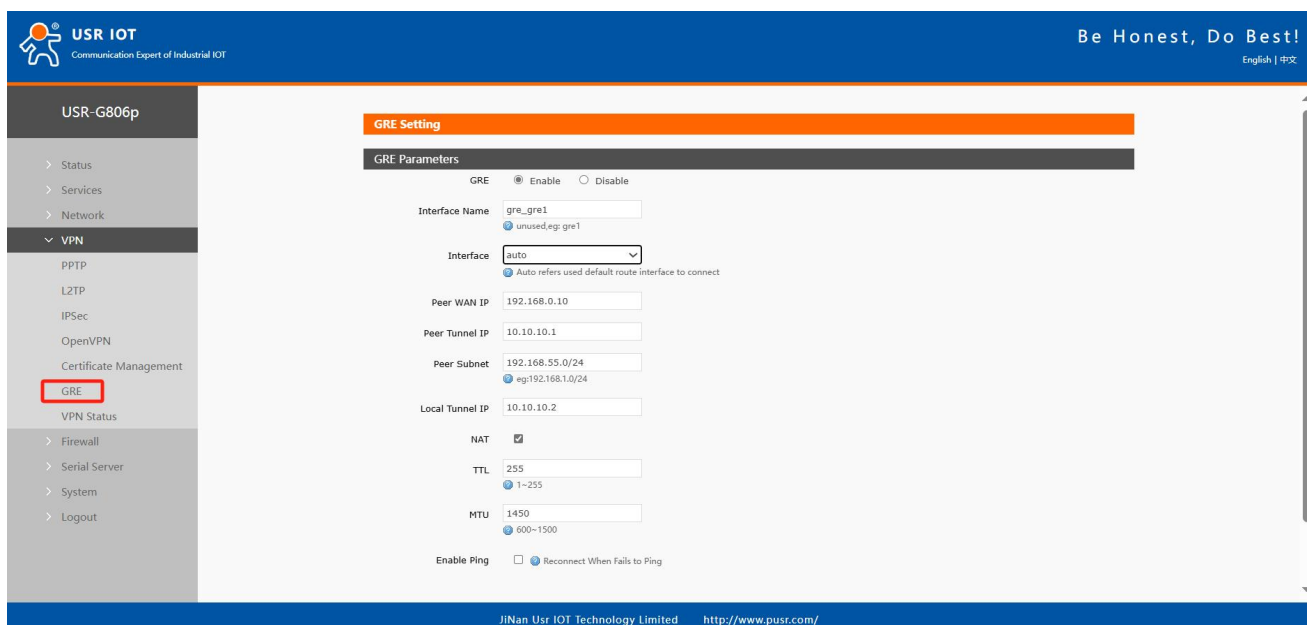 USR IOT
Communication Expert of Industrial IOT
Be Honest, Do Best!
English | 中文
USR-G806p
Status
Services
Network
VPN
PPTP
L2TP
IPSec
OpenVPN
Certificate Management
GRE
VPN Status
Firewall
Serial Server
System
Logout
GRE Setting
GRE Parameters
GRE Enable Disable
Interface Name gre_gre1
unused,eg: gre1
Interface auto
Auto refers used default route interface to connect
Peer WAN IP 192.168.0.10
Peer Tunnel IP 10.10.10.1
Peer Subnet 192.168.55.0/24
eg:192.168.1.0/24
Local Tunnel IP 10.10.10.2
NAT
TTL 255
1~255
MTU 1450
600~1500
Enable Ping Reconnect When Fails to Ping
JiNan Usr IOT Technology Limited http://www.pusr.com/